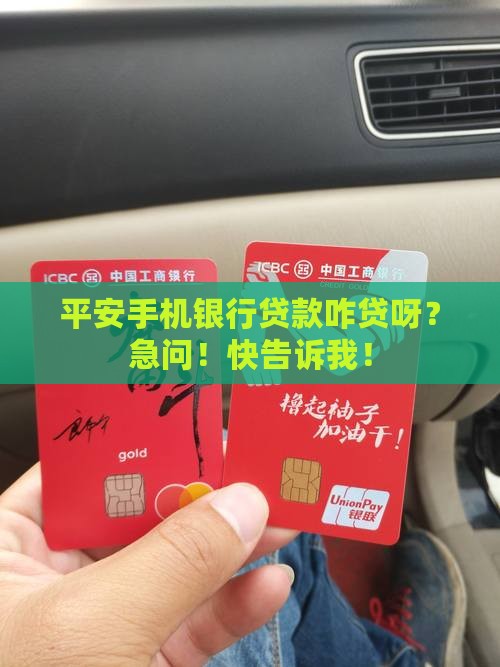 平安手机银行贷款咋贷呀？
急问！快告诉我！
ICBC 中国工商银行
gold
ICBC 中国工商银行
CREDIT CARD
撸起袖子
加油干！
UnionPay
银联